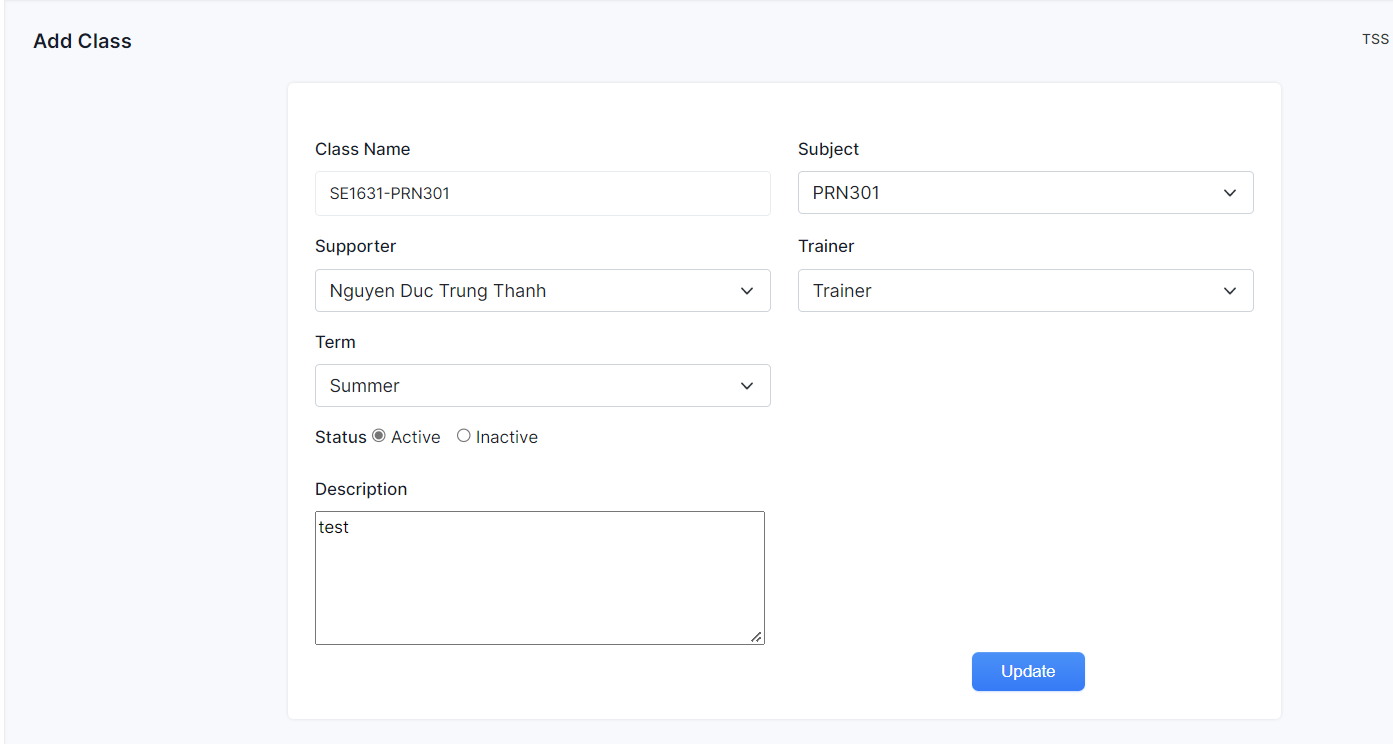 Add Class
TSS
Class Name
Subject
SE1631-PRN301
PRN301
Supporter
Trainer
Nguyen Duc Trung Thanh
Trainer
Term
Summer
Status Active Inactive
Description
test
Update